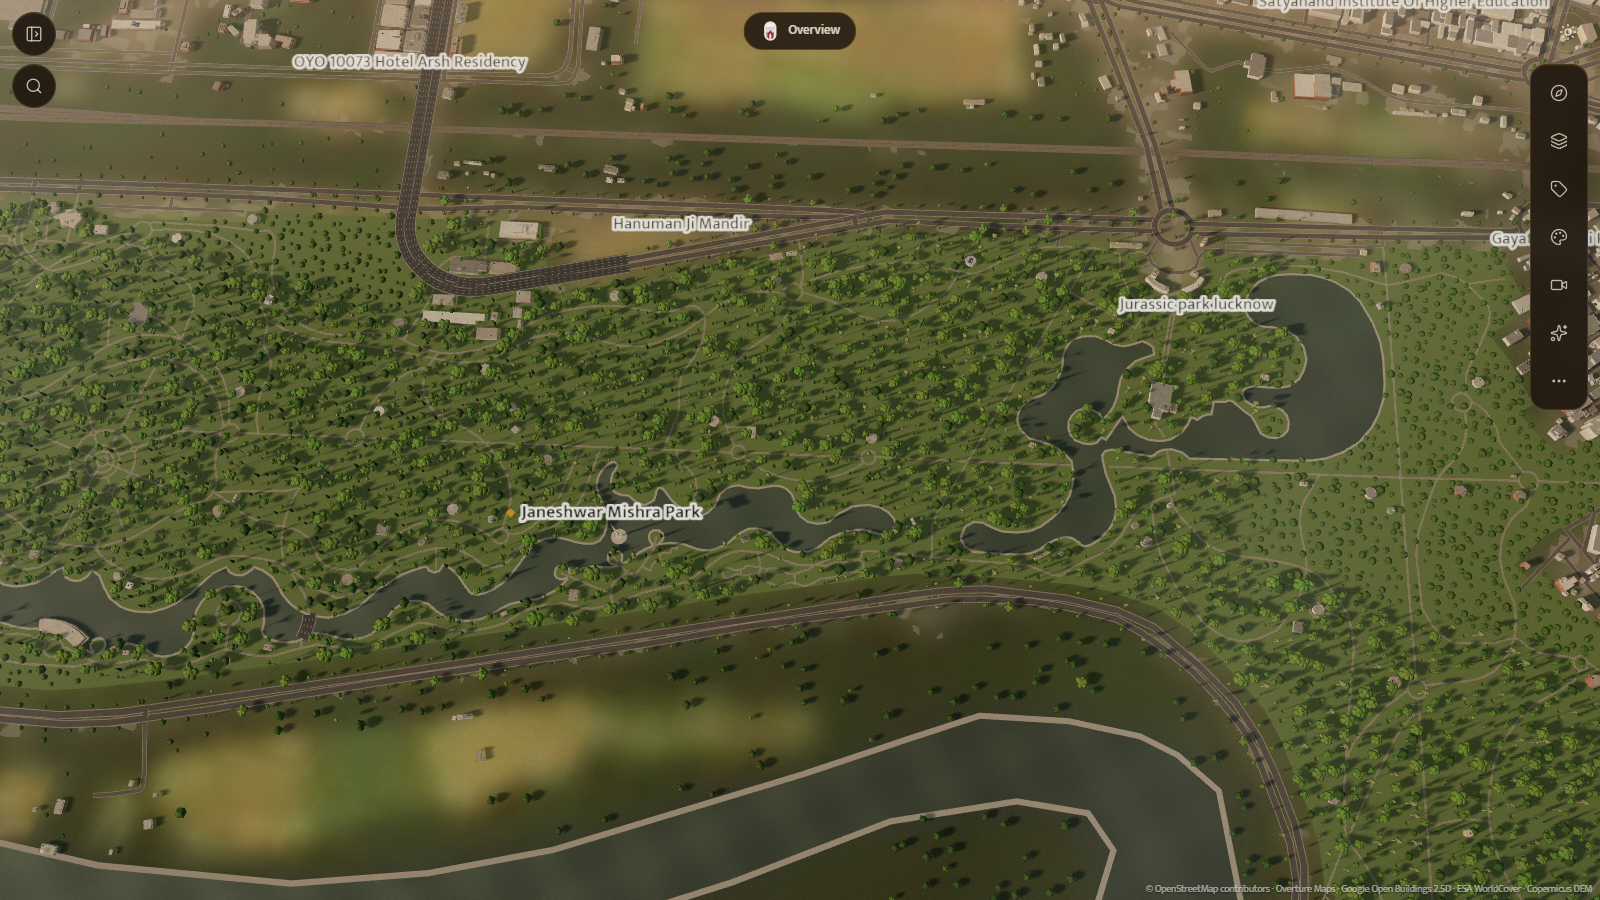 Satyanand Institute Of Higher Education
Overview
OYO 10073 Hotel Arsh Residency
Hanuman Ji Mandir
Jurassic park lucknow
Janeshwar Mishra Park
© OpenStreetMap contributors · Overture Maps · Google Open Buildings 2.5D · ESA WorldCover · Copernicus DEM